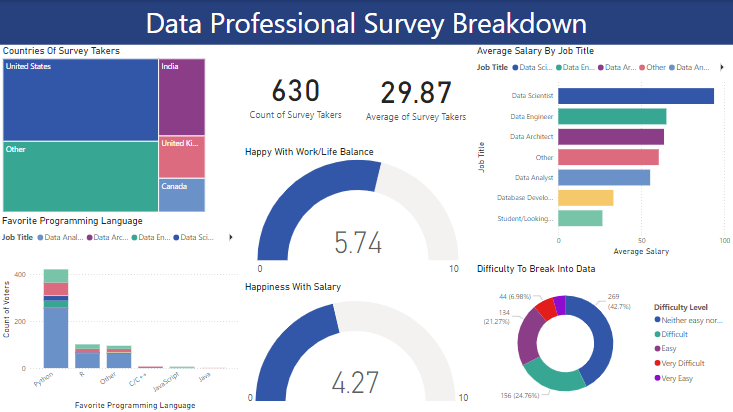 Data Professional Survey Breakdown
Countries Of Survey Takers
United States
India
Other
United Ki...
Canada
630
Count of Survey Takers
29.87
Average of Survey Takers
Average Salary By Job Title
Job Title Data Sci... Data En... Data Ar... Other Data An...
Job Title
Data Scientist
Data Engineer
Data Architect
Other
Data Analyst
Database Develo...
Student/Looking...
0 50 100
Average Salary
Happy With Work/Life Balance
5.74
0 10
Favorite Programming Language
Job Title Data Anal... Data Arc... Data En... Data Sci...
Count of Voters
400
200
0
Python R Other C/C++ JavaScript Java
Favorite Programming Language
Happiness With Salary
4.27
0 10
Difficulty To Break Into Data
44 (6.98%)
269
(42.7%)
134
(21.27%)
156 (24.76%)
Difficulty Level
Neither easy nor...
Difficult
Easy
Very Difficult
Very Easy